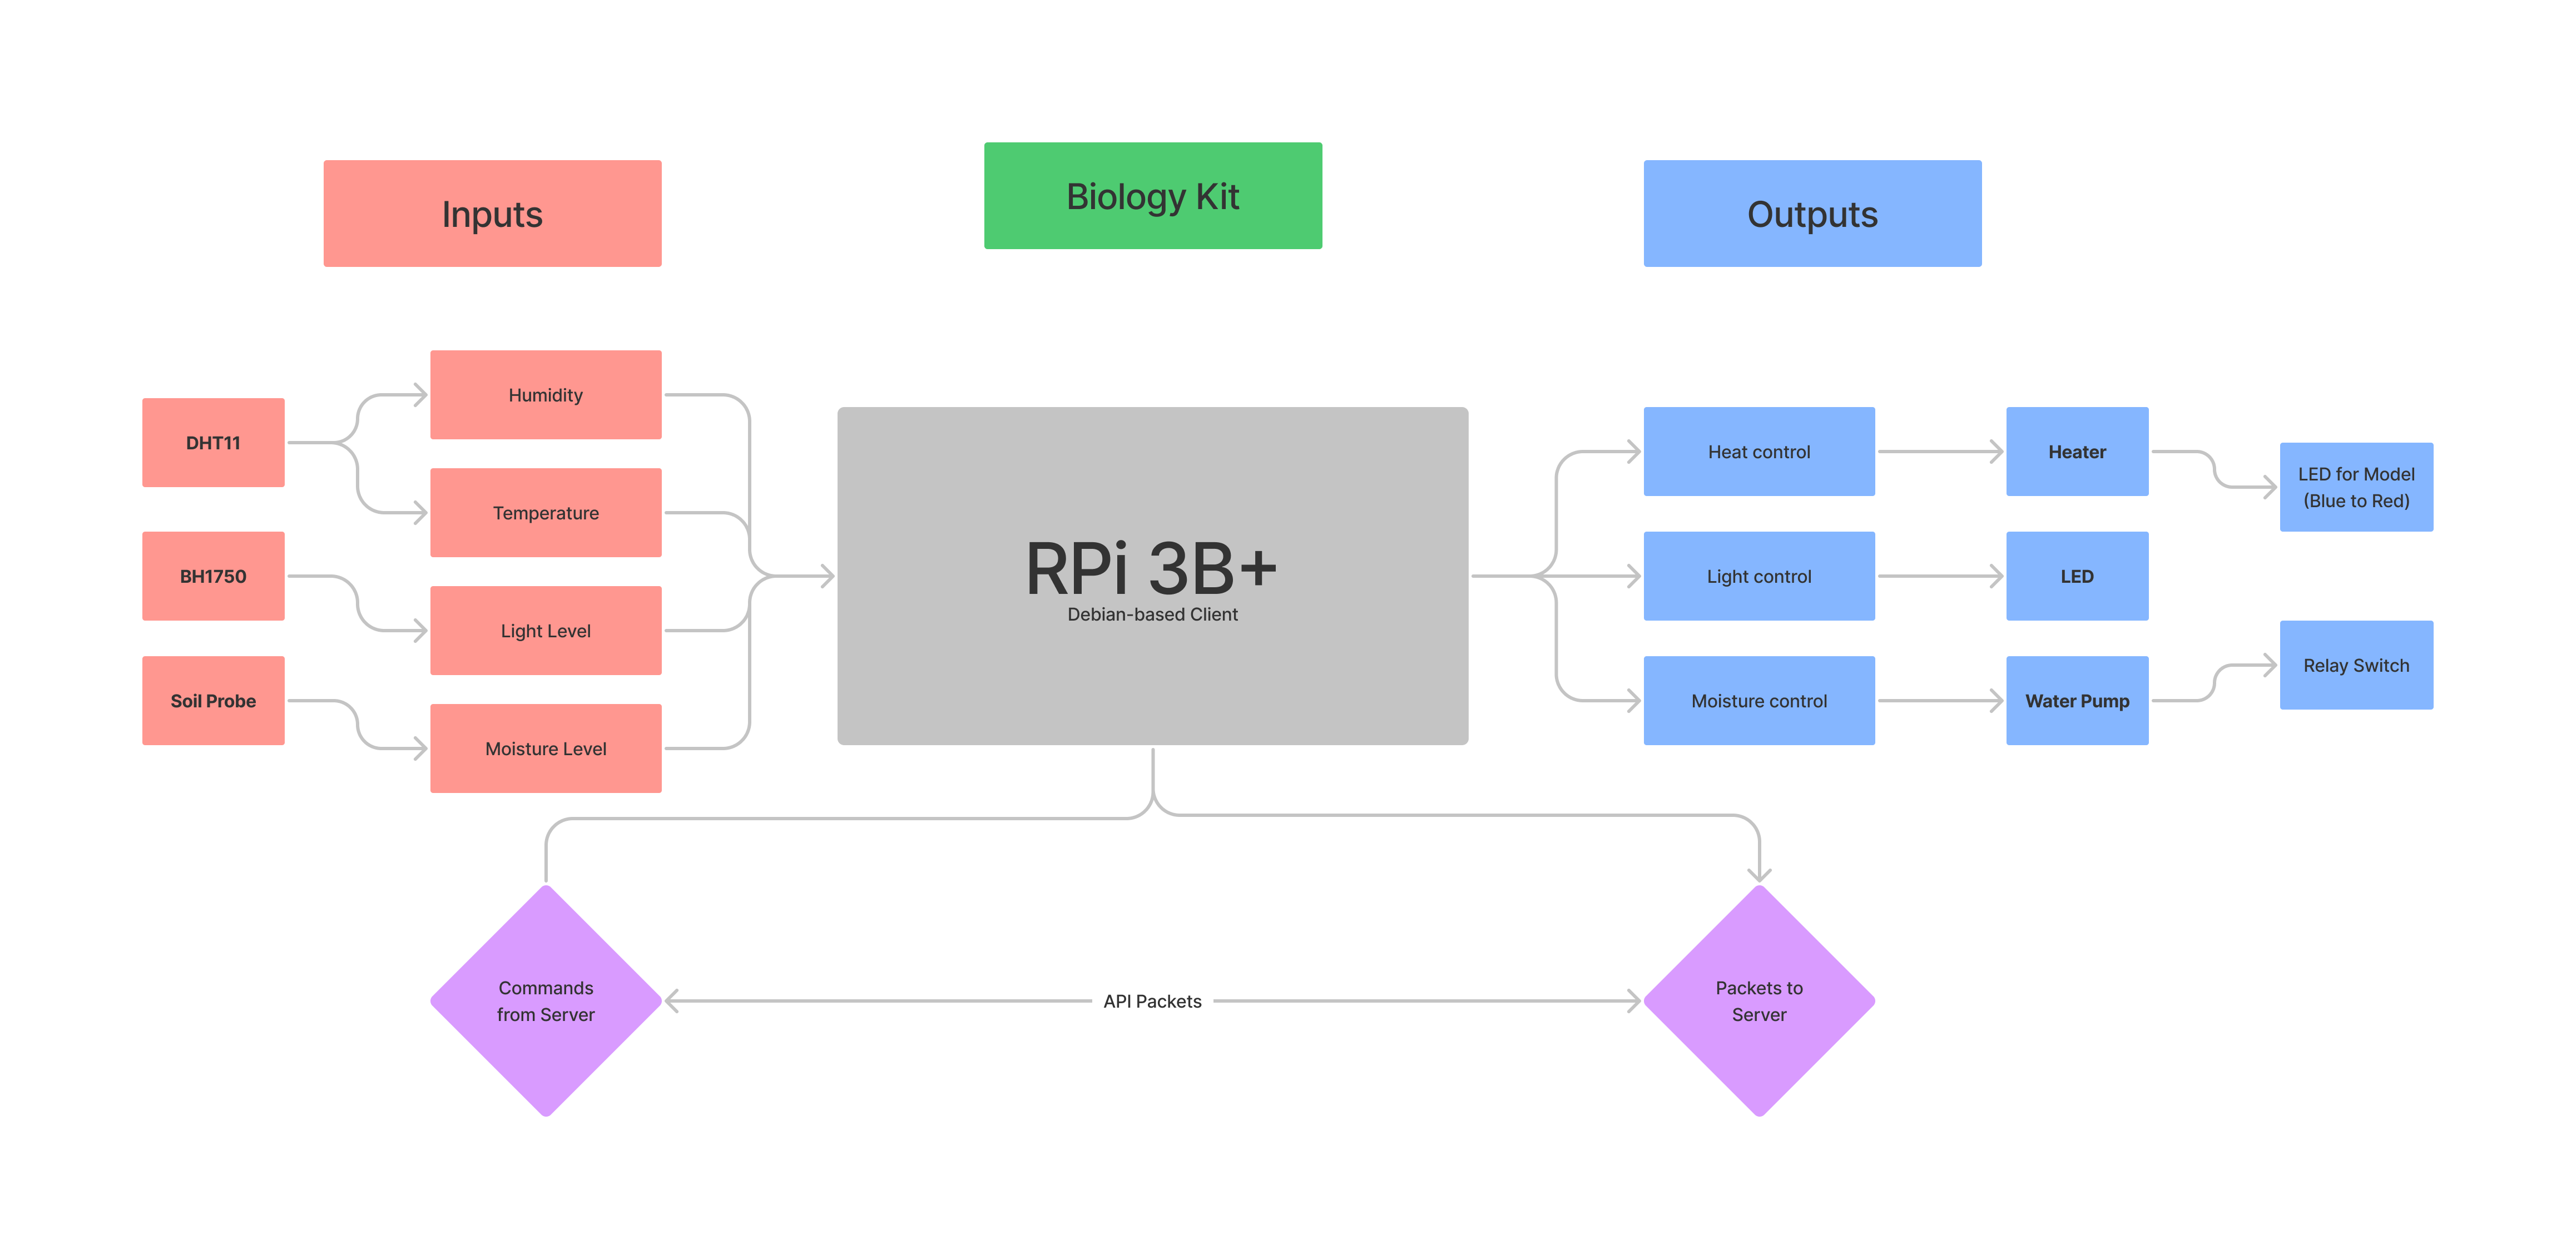 Inputs
Biology Kit
Outputs
DHT11
BH1750
Soil Probe
Humidity
Temperature
Light Level
Moisture Level
RPi 3B+
Debian-based Client
Heat control
Light control
Moisture control
Heater
LED
Water Pump
LED for Model
(Blue to Red)
Relay Switch
Commands
from Server
API Packets
Packets to
Server